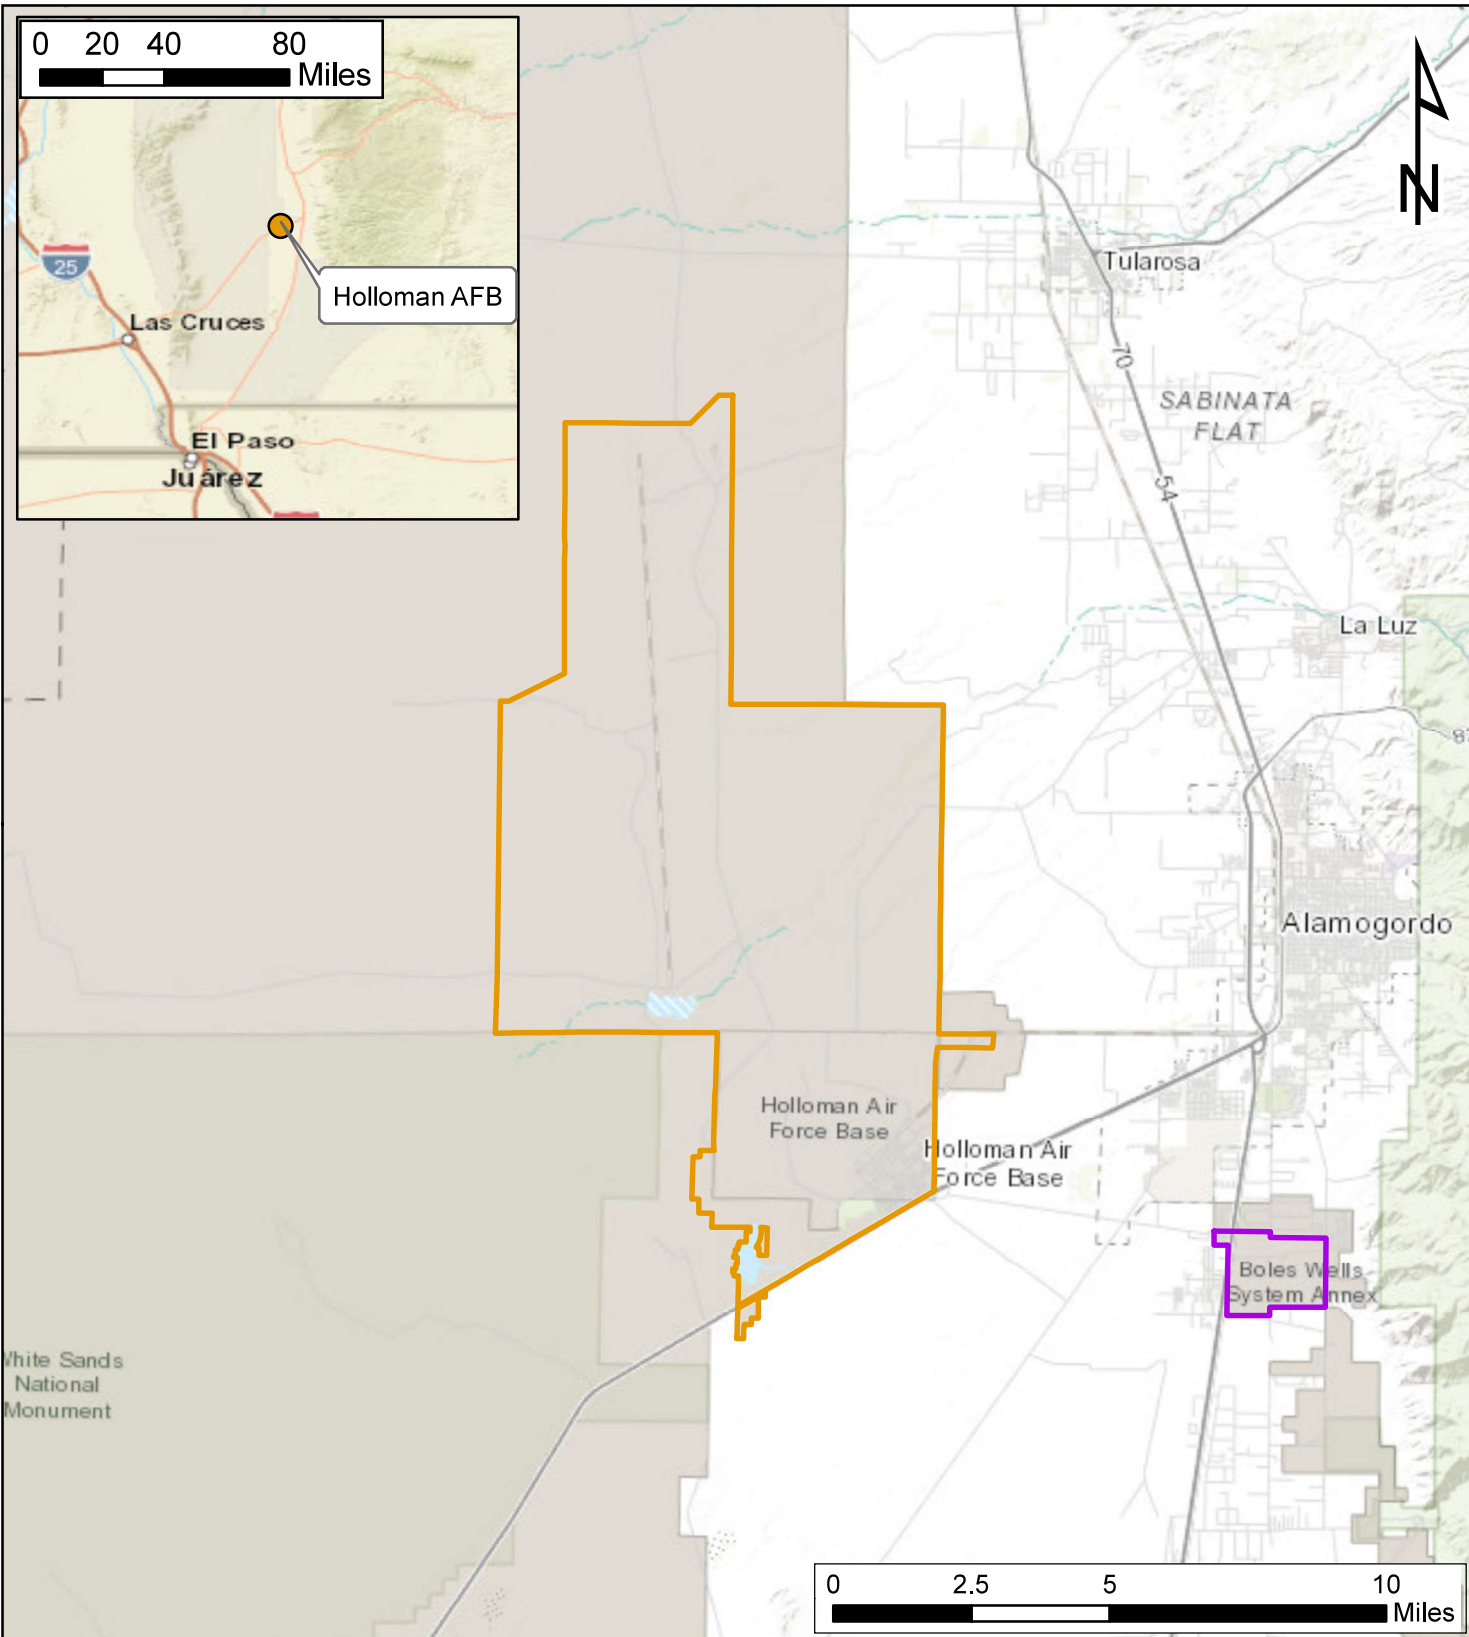 0 20 40 80
Miles
25
Holloman AFB
Las Cruces
El Paso
Juárez
N
Tularosa
70
SABINATA
FLAT
54
La Luz
Alamogordo
Holloman Air
Force Base
Holloman Air
Force Base
Boles Wells
System Annex
White Sands
National
Monument
0 2.5 5 10
Miles